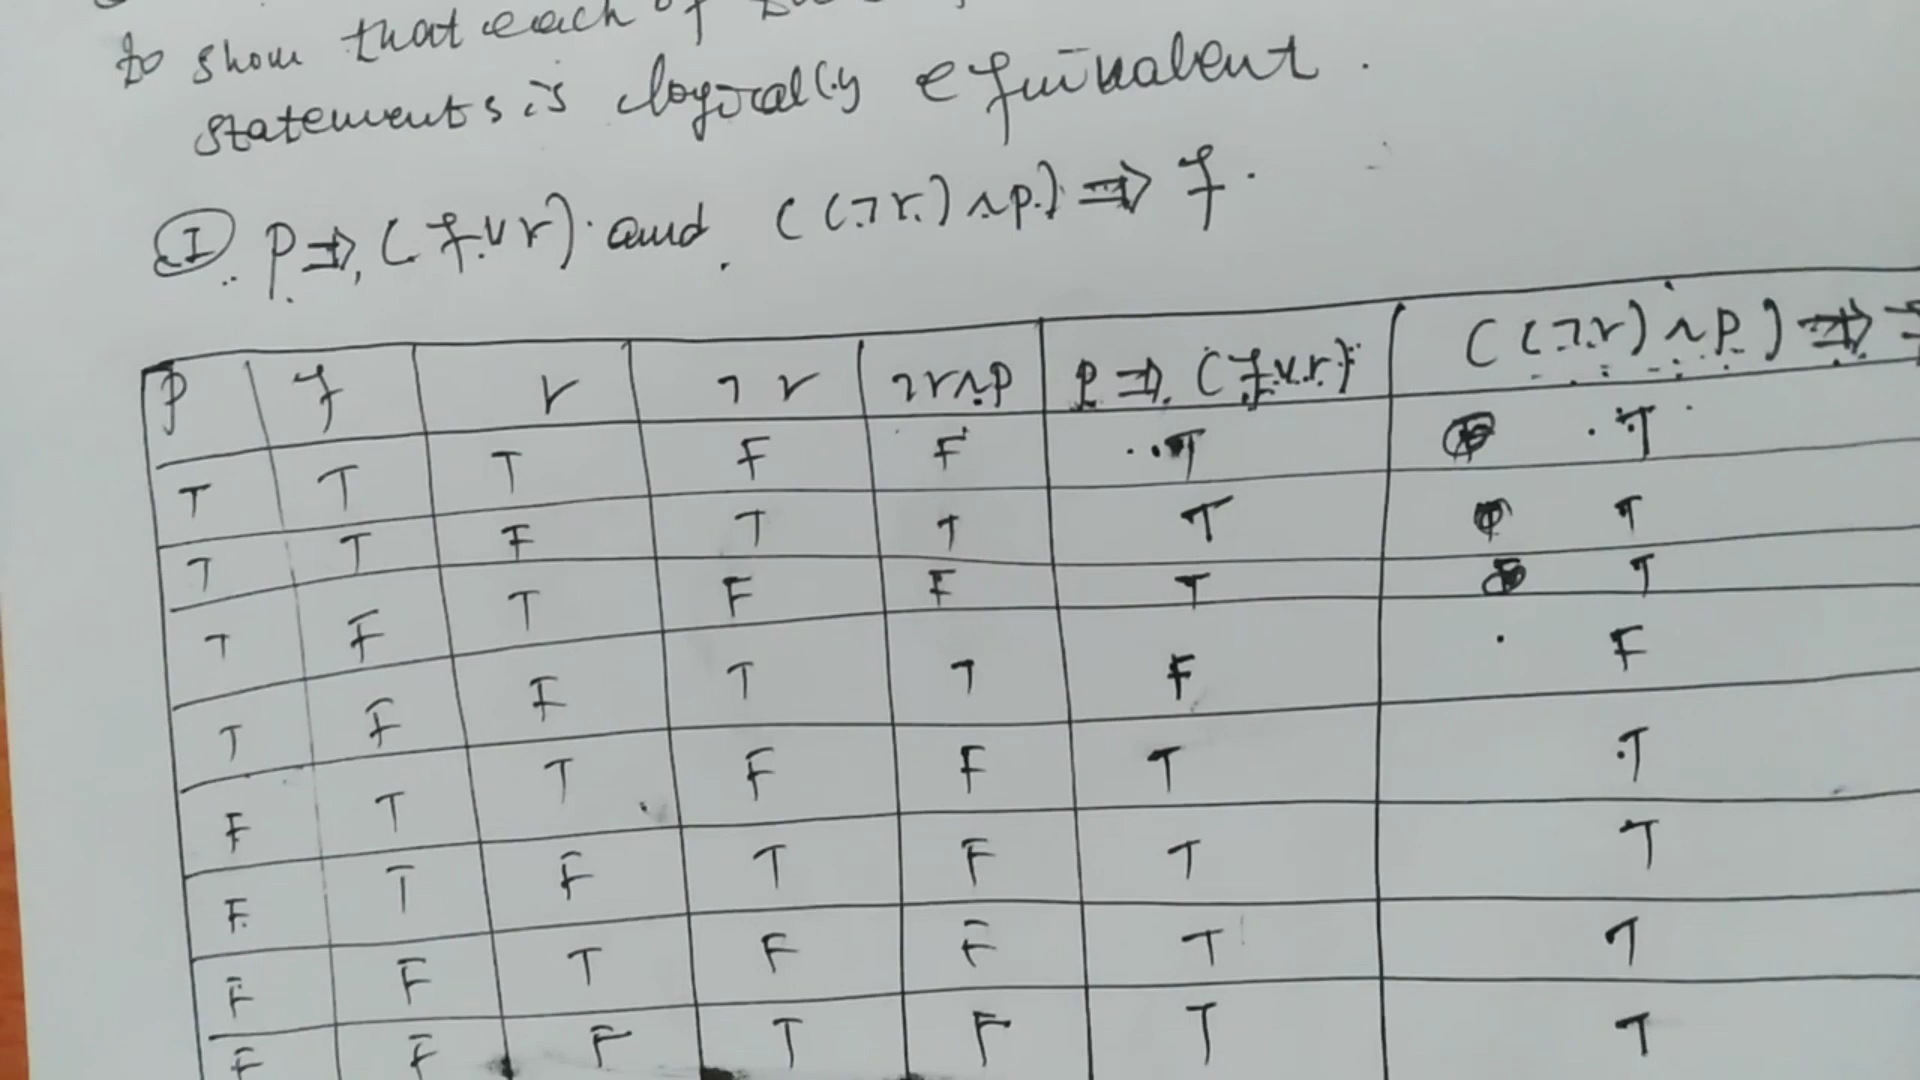 to show that each of
statements is logically equivalent.
I p ⇒ (q ∨ r) and ((¬r) ∧ p) ⇒ q.
p q r ¬r ¬r∧p p ⇒ (q∨r) ((¬r) ∧ p) ⇒
T T T F F T T
T T F T T T T
T F T F F T T
T F F T T F F
F T T F F T T
F T F T F T T
F F T F F T T
F F F T F T T